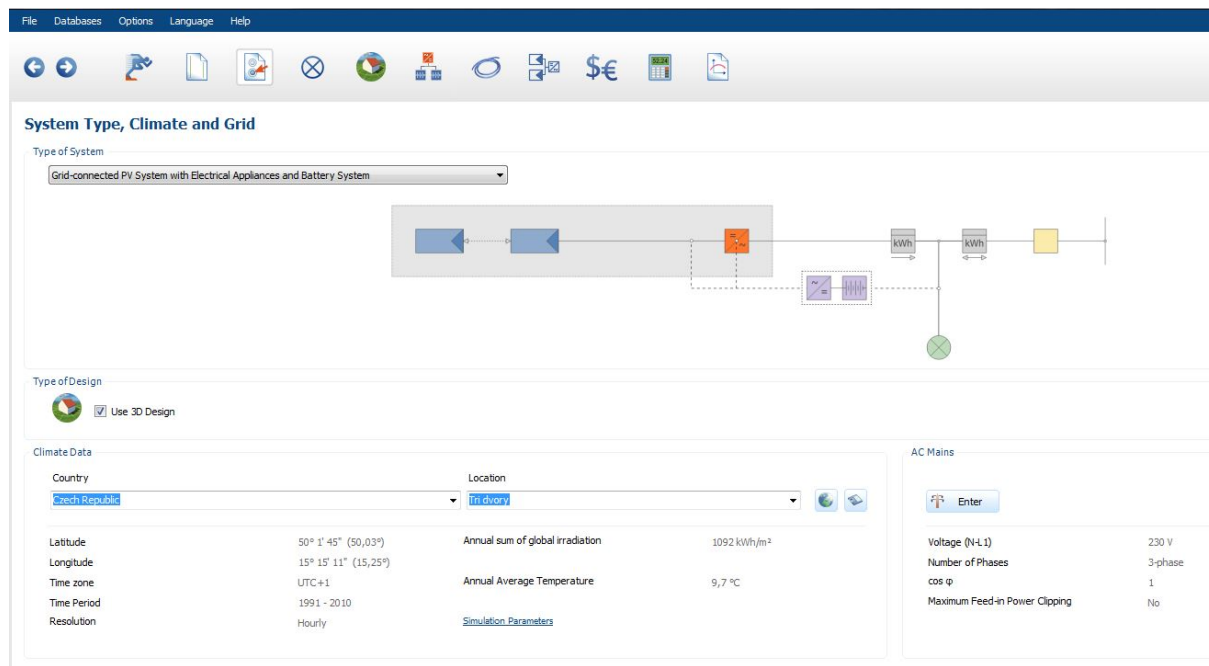 File Databases Options Language Help
52.24
$€
System Type, Climate and Grid
Type of System
Grid-connected PV System with Electrical Appliances and Battery System
kWh kWh
Type of Design
Use 3D Design
Climate Data
AC Mains
Country Location
Czech Republic Tri dvory
Enter
Latitude 50° 1' 45" (50,03°) Annual sum of global irradiation 1092 kWh/m² Voltage (N-L1) 230 V
Longitude 15° 15' 11" (15,25°) Number of Phases 3-phase
Time zone UTC+1 Annual Average Temperature 9,7 °C cos φ 1
Time Period 1991 - 2010 Maximum Feed-in Power Clipping No
Resolution Hourly Simulation Parameters